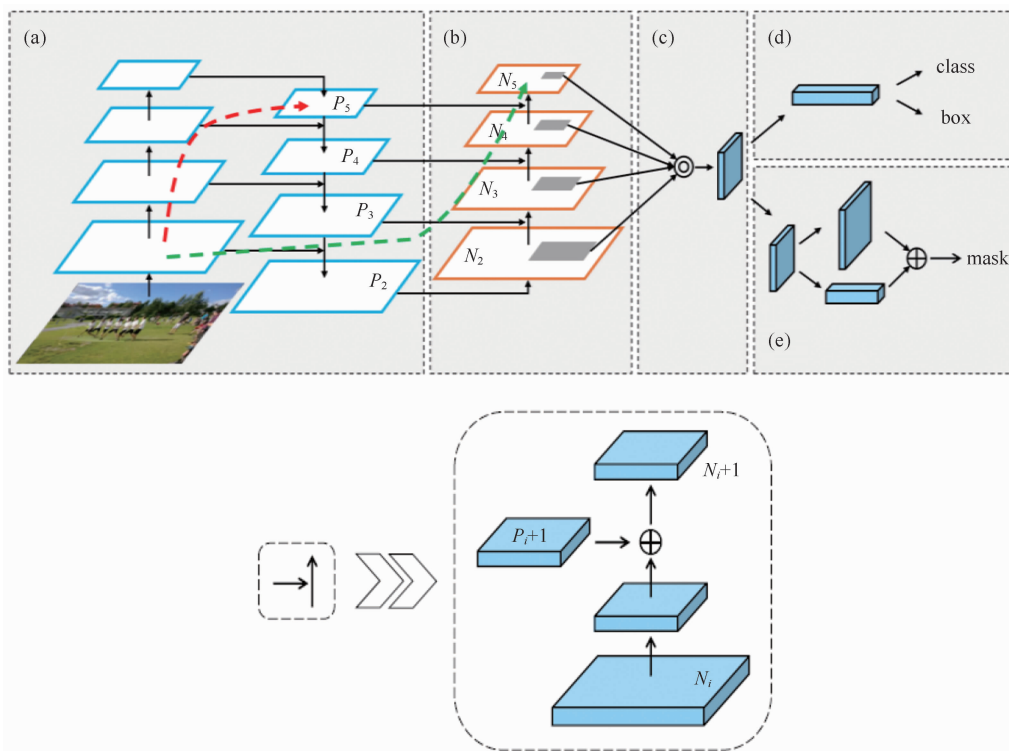 (a)
(b)
(c)
(d)
P₅
P₄
P₃
P₂
N₅
N₄
N₃
N₂
class
box
mask
(e)
Nᵢ+1
Pᵢ+1
Nᵢ